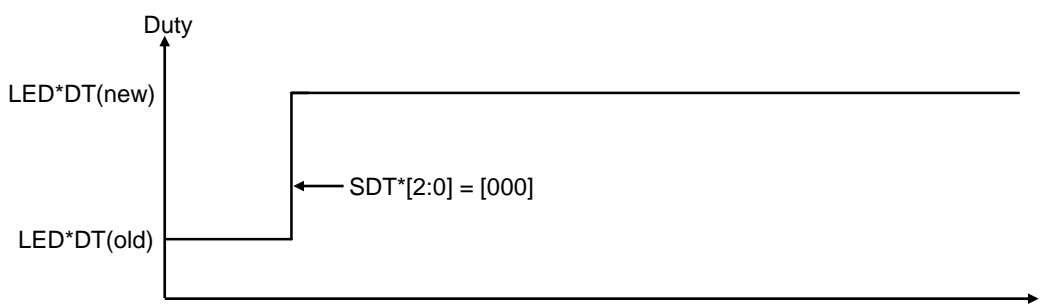 Duty
LED*DT(new)
SDT*[2:0] = [000]
LED*DT(old)